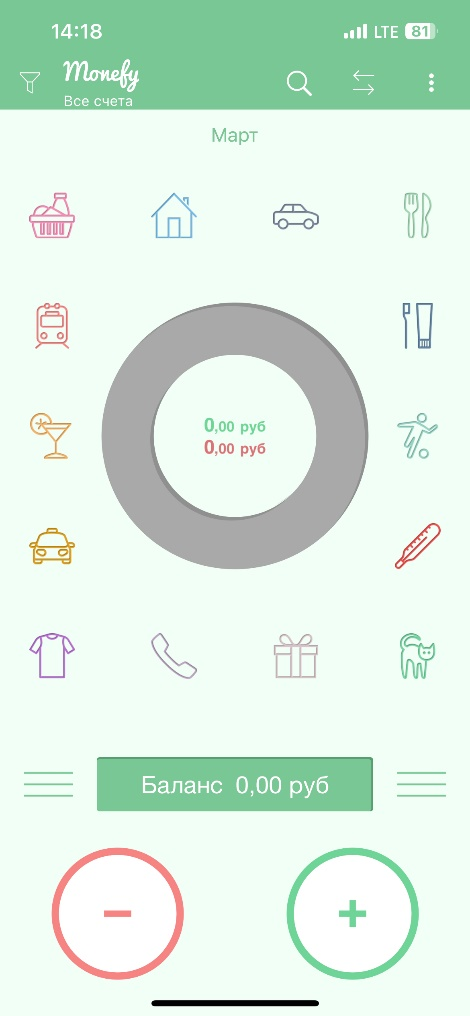 14:18
LTE 81
Monefy
Все счета
Март
0,00 руб
0,00 руб
Баланс 0,00 руб